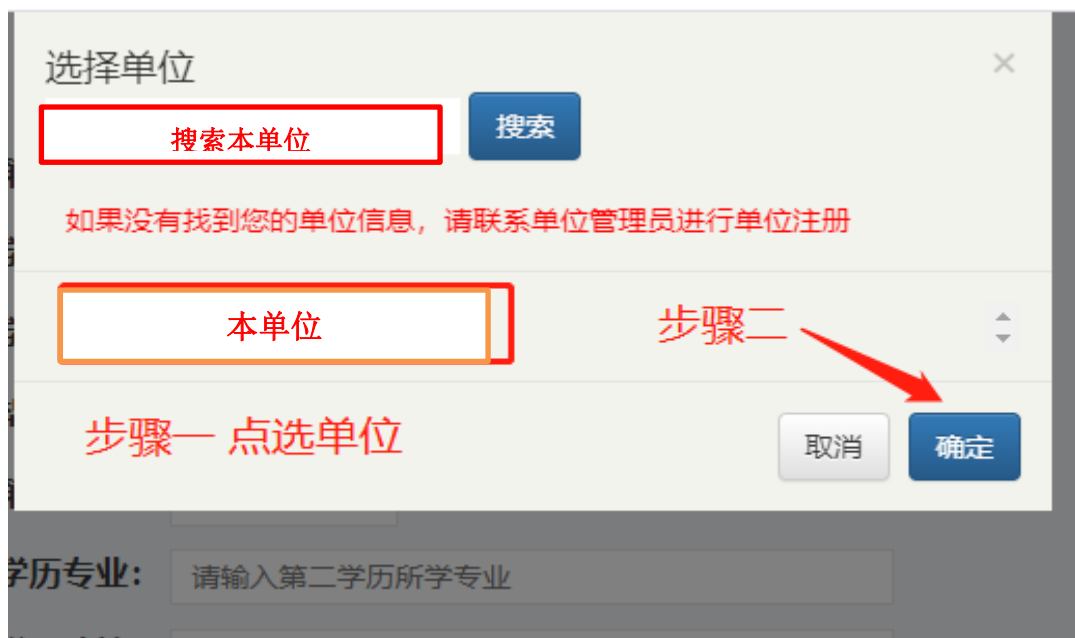 选择单位
×
搜索本单位
搜索
如果没有找到您的单位信息，请联系单位管理员进行单位注册
本单位
步骤二
步骤一 点选单位
取消
确定
学历专业：
请输入第二学历所学专业